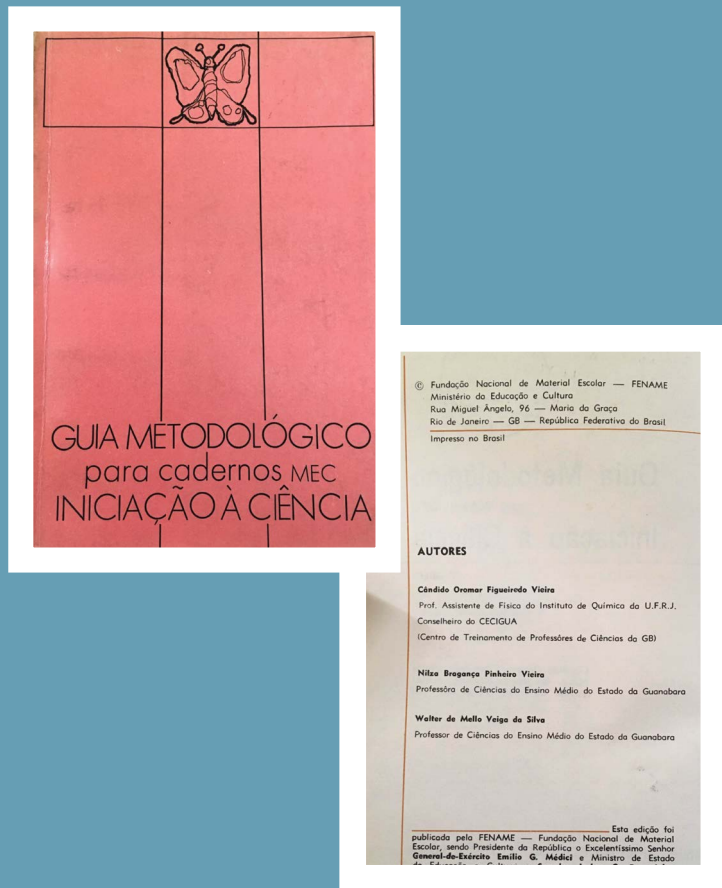 GUIA METODOLÓGICO
para cadernos MEC
INICIAÇÃO À CIÊNCIA
© Fundação Nacional de Material Escolar — FENAME
Ministério da Educação e Cultura
Rua Miguel Ângelo, 96 — Maria da Graça
Rio de Janeiro — GB — República Federativa do Brasil
Impresso no Brasil
AUTORES
Cândido Oromar Figueiredo Vieira
Prof. Assistente de Física do Instituto de Química da U.F.R.J.
Conselheiro do CECIGUA
(Centro de Treinamento de Professôres de Ciências da GB)
Nilza Bragança Pinheiro Vieira
Professôra de Ciências do Ensino Médio do Estado da Guanabara
Walter de Mello Veiga da Silva
Professor de Ciências do Ensino Médio do Estado da Guanabara
Esta edição foi
publicada pela FENAME — Fundação Nacional de Material
Escolar, sendo Presidente da República o Excelentíssimo Senhor
General-de-Exército Emílio G. Médici e Ministro de Estado